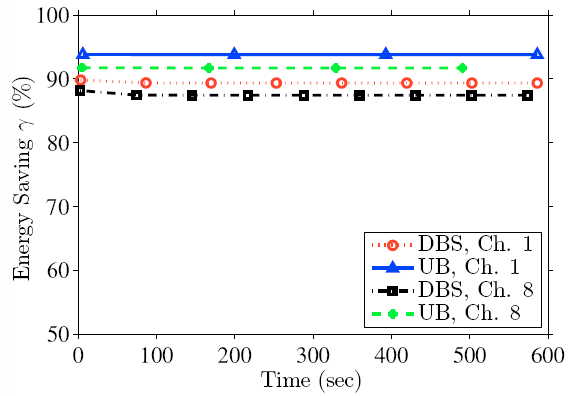 100
90
80
70
60
50
Energy Saving γ (%)
DBS, Ch. 1
UB, Ch. 1
DBS, Ch. 8
UB, Ch. 8
0 100 200 300 400 500 600
Time (sec)